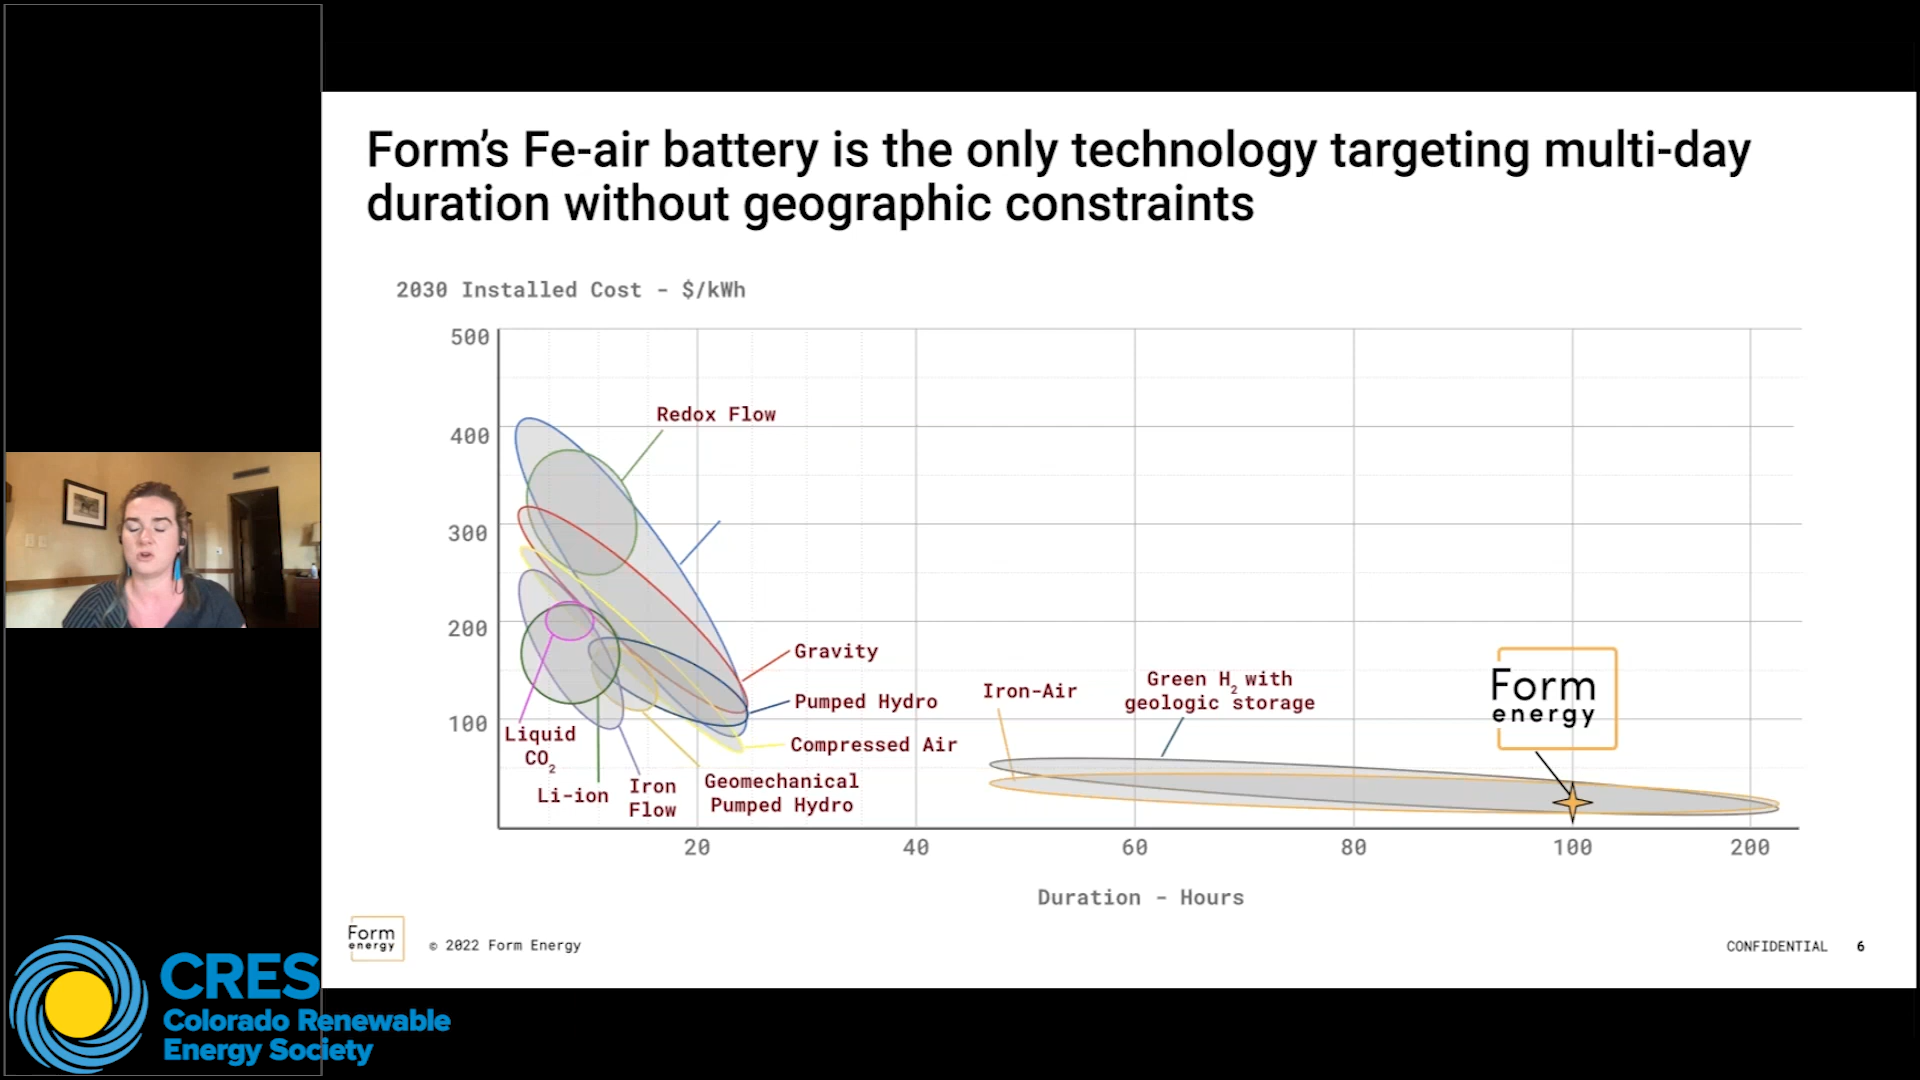 Form's Fe-air battery is the only technology targeting multi-day
duration without geographic constraints
2030 Installed Cost - $/kWh
500
400
300
200
100
Redox Flow
Gravity
Pumped Hydro
Compressed Air
Geomechanical
Pumped Hydro
Liquid
CO2
Li-ion
Iron
Flow
Iron-Air
Green H2 with
geologic storage
Form
energy
20
40
60
80
100
200
Duration - Hours
Form
energy
© 2022 Form Energy
CONFIDENTIAL 6
CRES
Colorado Renewable
Energy Society